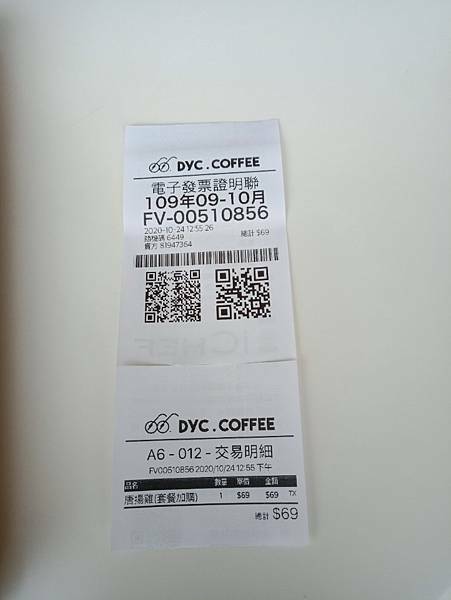 DYC.COFFEE
電子發票證明聯
109年09-10月
FV-00510856
2020-10-24 12:55:26
隨機碼 6449 總計 $69
賣方 81947364
DYC.COFFEE
A6 - 012 - 交易明細
FV00510856 2020/10/24 12:55 下午
品名 數量 單價 金額
唐揚雞(套餐加購) 1 $69 $69 TX
總計 $69